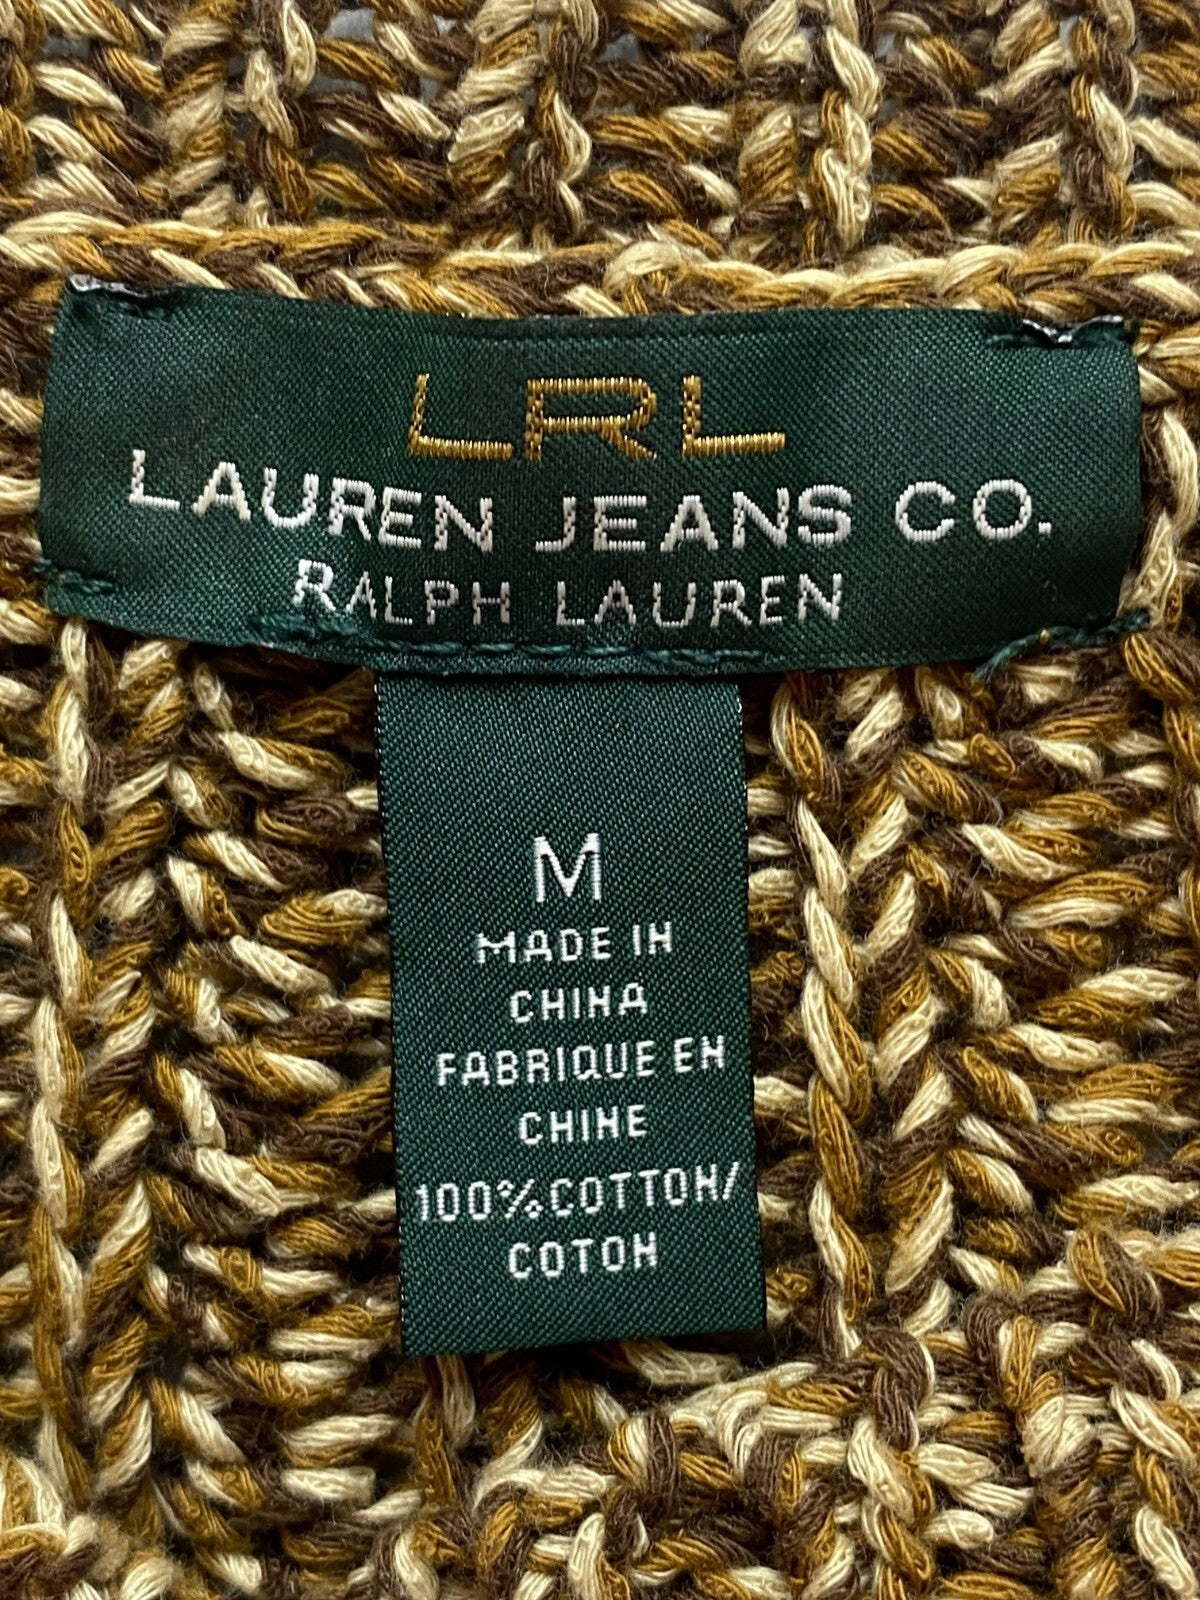 LRL
LAUREN JEANS CO.
RALPH LAUREN
M
MADE IN
CHINA
FABRIQUE EN
CHINE
100%COTTON/
COTON